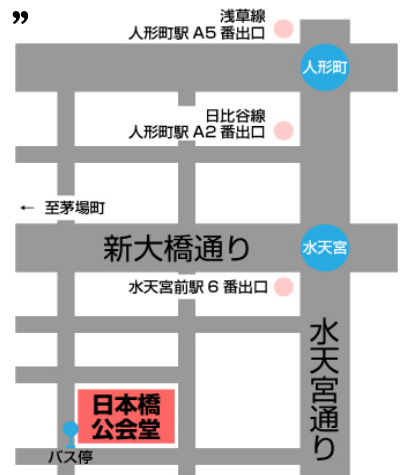 ”
浅草線
人形町駅 A5 番出口
人形町
日比谷線
人形町駅 A2 番出口
← 至茅場町
新大橋通り
水天宮
水天宮前駅 6 番出口
水天宮通り
日本橋
公会堂
バス停